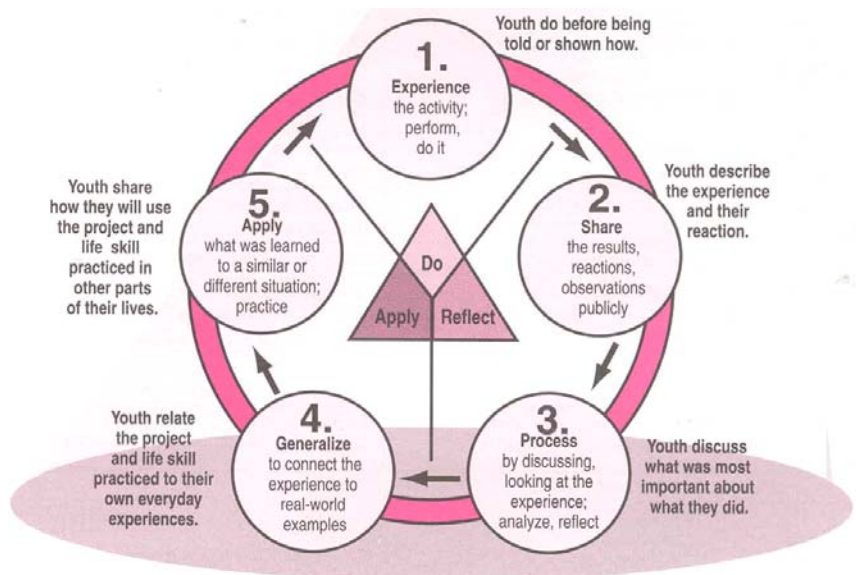 Youth do before being
told or shown how.
1.
Experience
the activity;
perform,
do it
Youth describe
the experience
and their
reaction.
2.
Share
the results,
reactions,
observations
publicly
Youth discuss
what was most
important about
what they did.
3.
Process
by discussing,
looking at the
experience;
analyze, reflect
Youth relate
the project
and life skill
practiced to their
own everyday
experiences.
4.
Generalize
to connect the
experience to
real-world
examples
Youth share
how they will use
the project and
life skill
practiced in
other parts
of their lives.
5.
Apply
what was learned
to a similar or
different situation;
practice
Do
Apply
Reflect